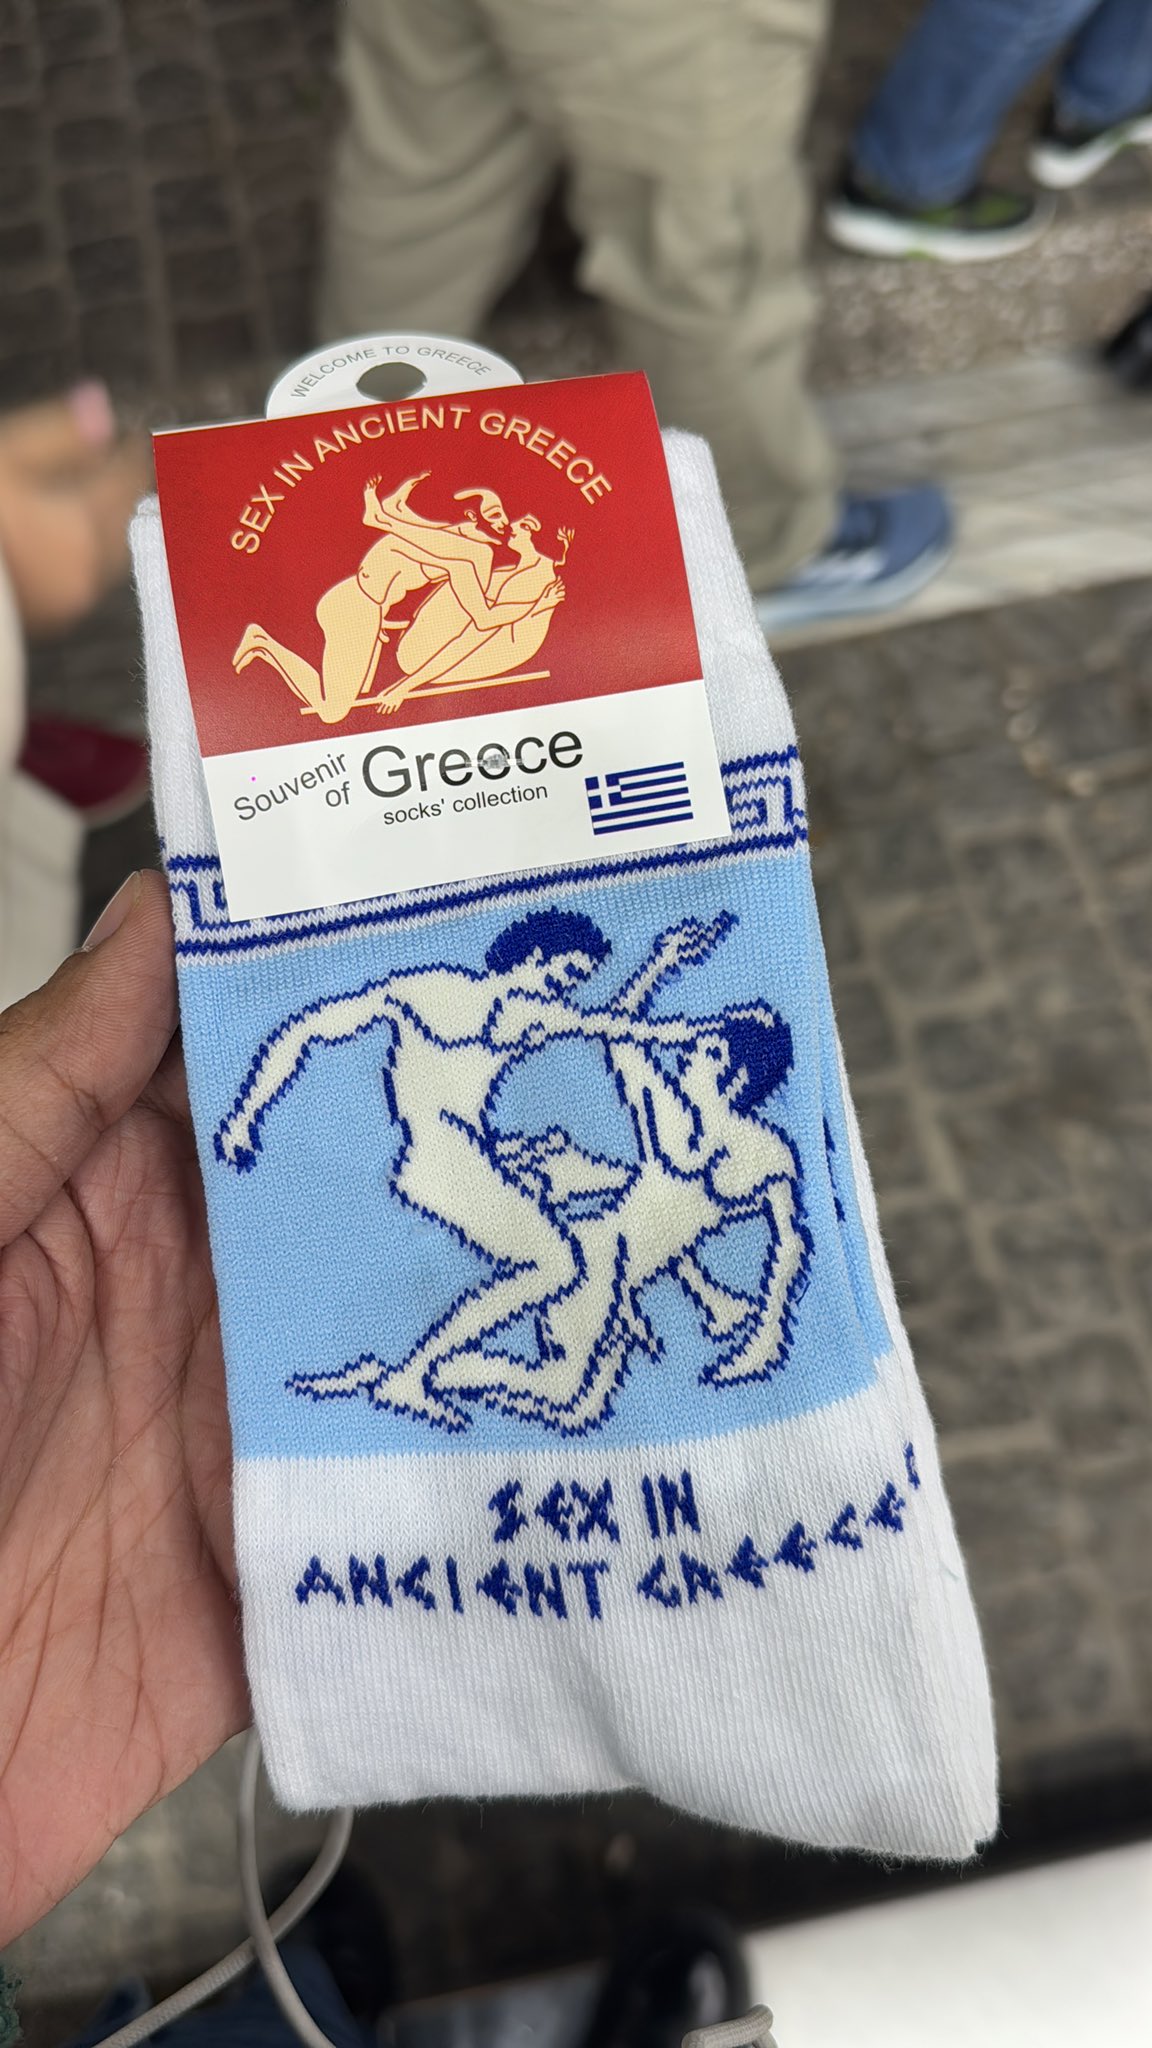 WELCOME TO GREECE
SEX IN ANCIENT GREECE
Souvenir
of Greece
socks' collection
SEX IN
ANCIENT GREECE